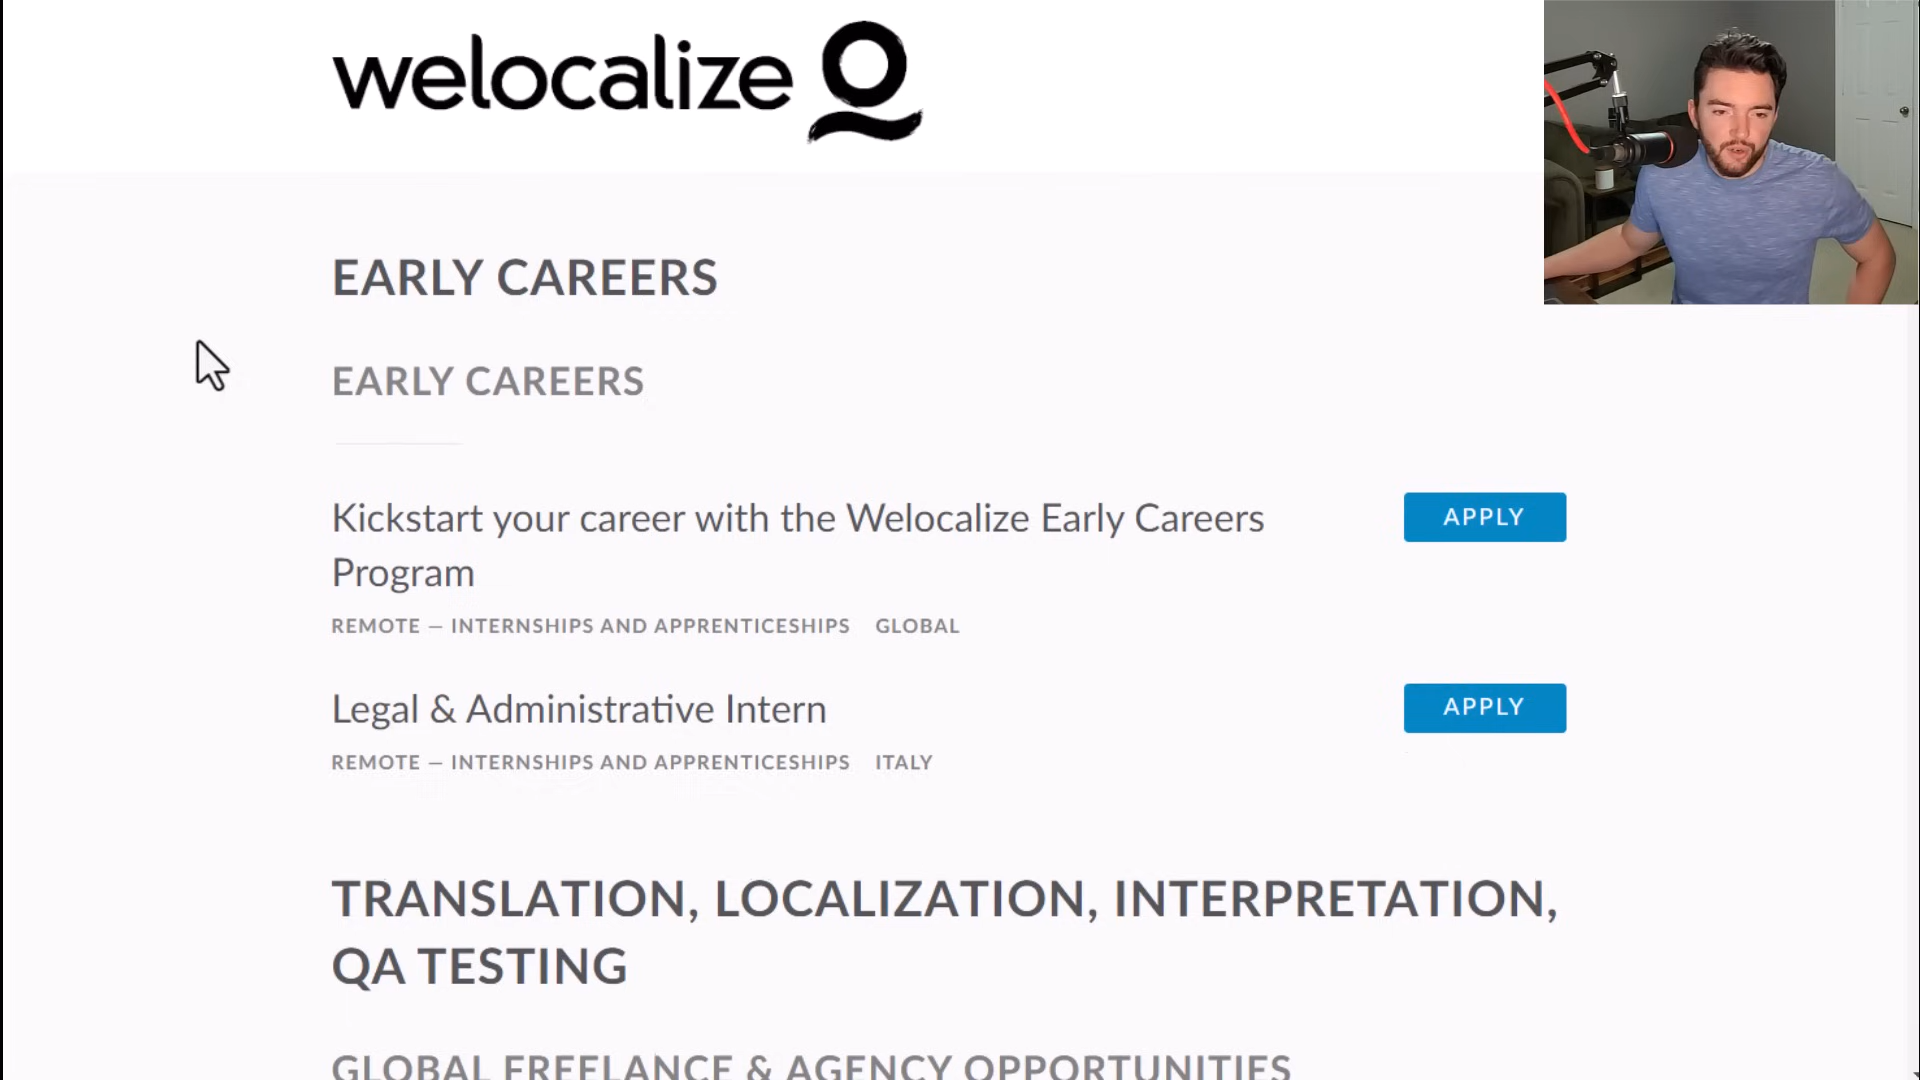 welocalize
EARLY CAREERS
EARLY CAREERS
Kickstart your career with the Welocalize Early Careers
Program
APPLY
REMOTE — INTERNSHIPS AND APPRENTICESHIPS GLOBAL
Legal & Administrative Intern
APPLY
REMOTE — INTERNSHIPS AND APPRENTICESHIPS ITALY
TRANSLATION, LOCALIZATION, INTERPRETATION,
QA TESTING
GLOBAL FREELANCE & AGENCY OPPORTUNITIES